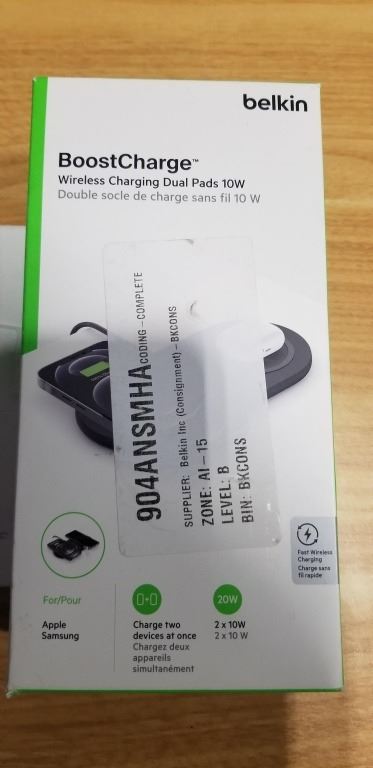 belkin
BoostCharge™
Wireless Charging Dual Pads 10W
Double socle de charge sans fil 10 W
904ANSMHA CODING-COMPLETE
SUPPLIER: Belkin Inc (Consignment) - BKCONS
ZONE: AI-15
LEVEL: B
BIN: BKCONS
Fast Wireless
Charging
Charge sans
fil rapide
For/Pour
Apple
Samsung
Charge two
devices at once
Chargez deux
appareils
simultanément
20W
2 x 10W
2 x 10 W